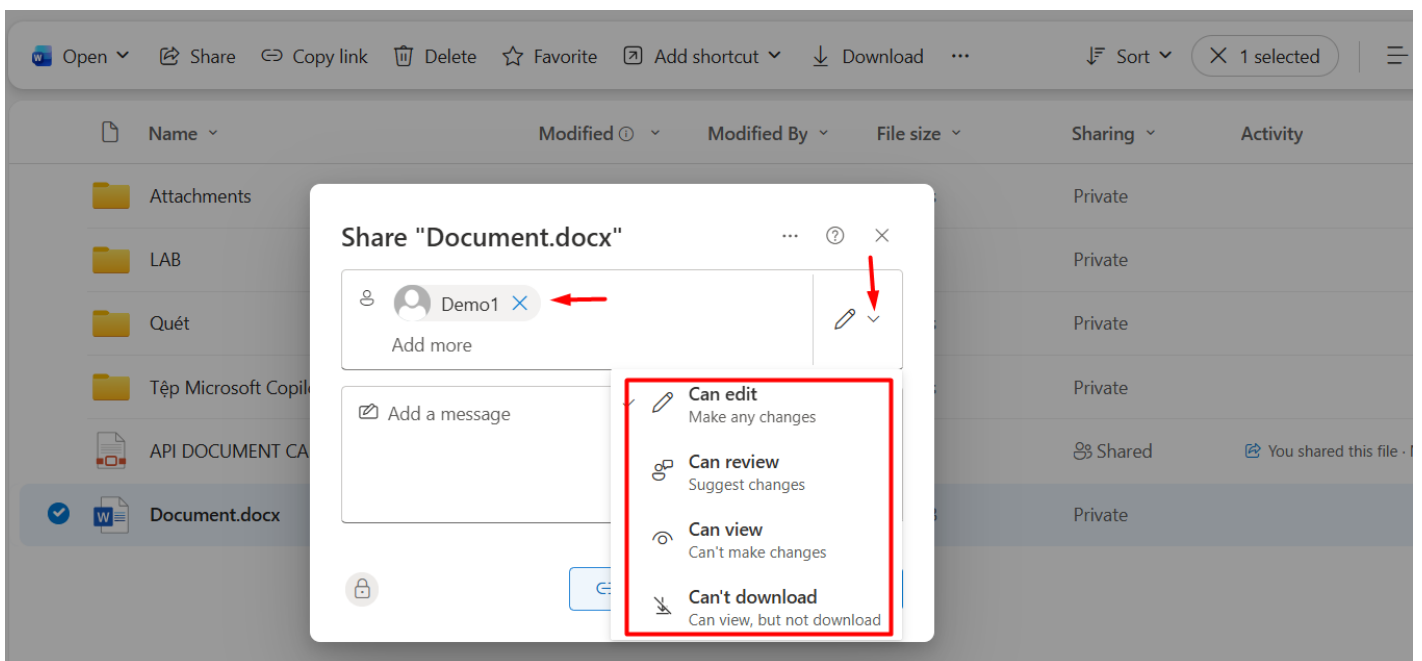 Open Share Copy link Delete Favorite Add shortcut Download ... Sort 1 selected
Name Modified Modified By File size Sharing Activity
Attachments Private
Share "Document.docx" ...
LAB Private
Demo1
Quét Private
Add more
Tệp Microsoft Copil Private
Can edit
Make any changes
Add a message
API DOCUMENT CA Shared You shared this file ·
Can review
Suggest changes
Document.docx Private
Can view
Can't make changes
Can't download
Can view, but not download